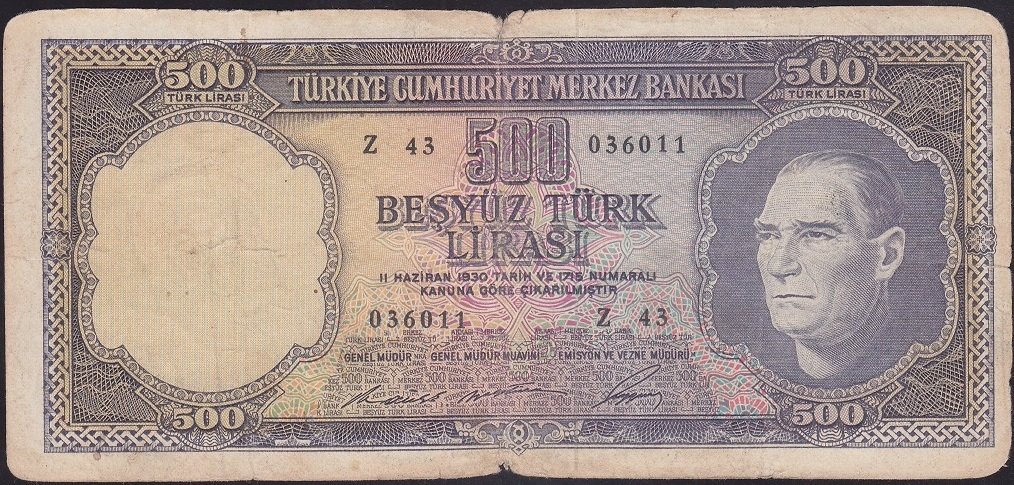 500
TÜRK LİRASI
TÜRKİYE CUMHURİYET MERKEZ BANKASI
500
TÜRK LİRASI
Z 43
500
036011
BEŞYÜZ TÜRK
LİRASI
11 HAZİRAN 1930 TARİH VE 1715 NUMARALI
KANUNA GÖRE ÇIKARILMIŞTIR
036011
Z 43
GENEL MÜDÜR
GENEL MÜDÜR MUAVİNİ
EMİSYON VE VEZNE MÜDÜRÜ
500
500